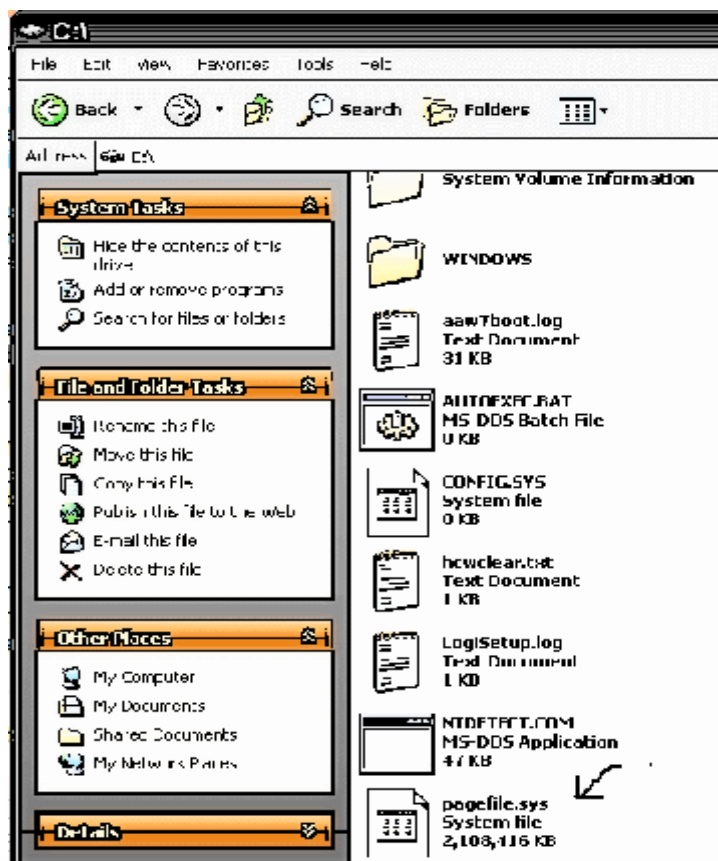 C:\
File Edit View Favorites Tools Help
Back Search Folders
Address C:\
System Tasks
Hide the contents of this
drive
Add or remove programs
Search for files or folders
File and Folder Tasks
Rename this file
Move this file
Copy this file
Publish this file to the Web
E-mail this file
Delete this file
Other Places
My Computer
My Documents
Shared Documents
My Network Places
Details
System Volume Information
WINDOWS
aaw7boot.log
Text Document
31 KB
AUTOEXEC.BAT
MS-DOS Batch File
0 KB
CONFIG.SYS
System file
0 KB
hcwclear.txt
Text Document
1 KB
LogiSetup.log
Text Document
1 KB
NTDETECT.COM
MS-DOS Application
47 KB
pagefile.sys
System file
2,108,416 KB